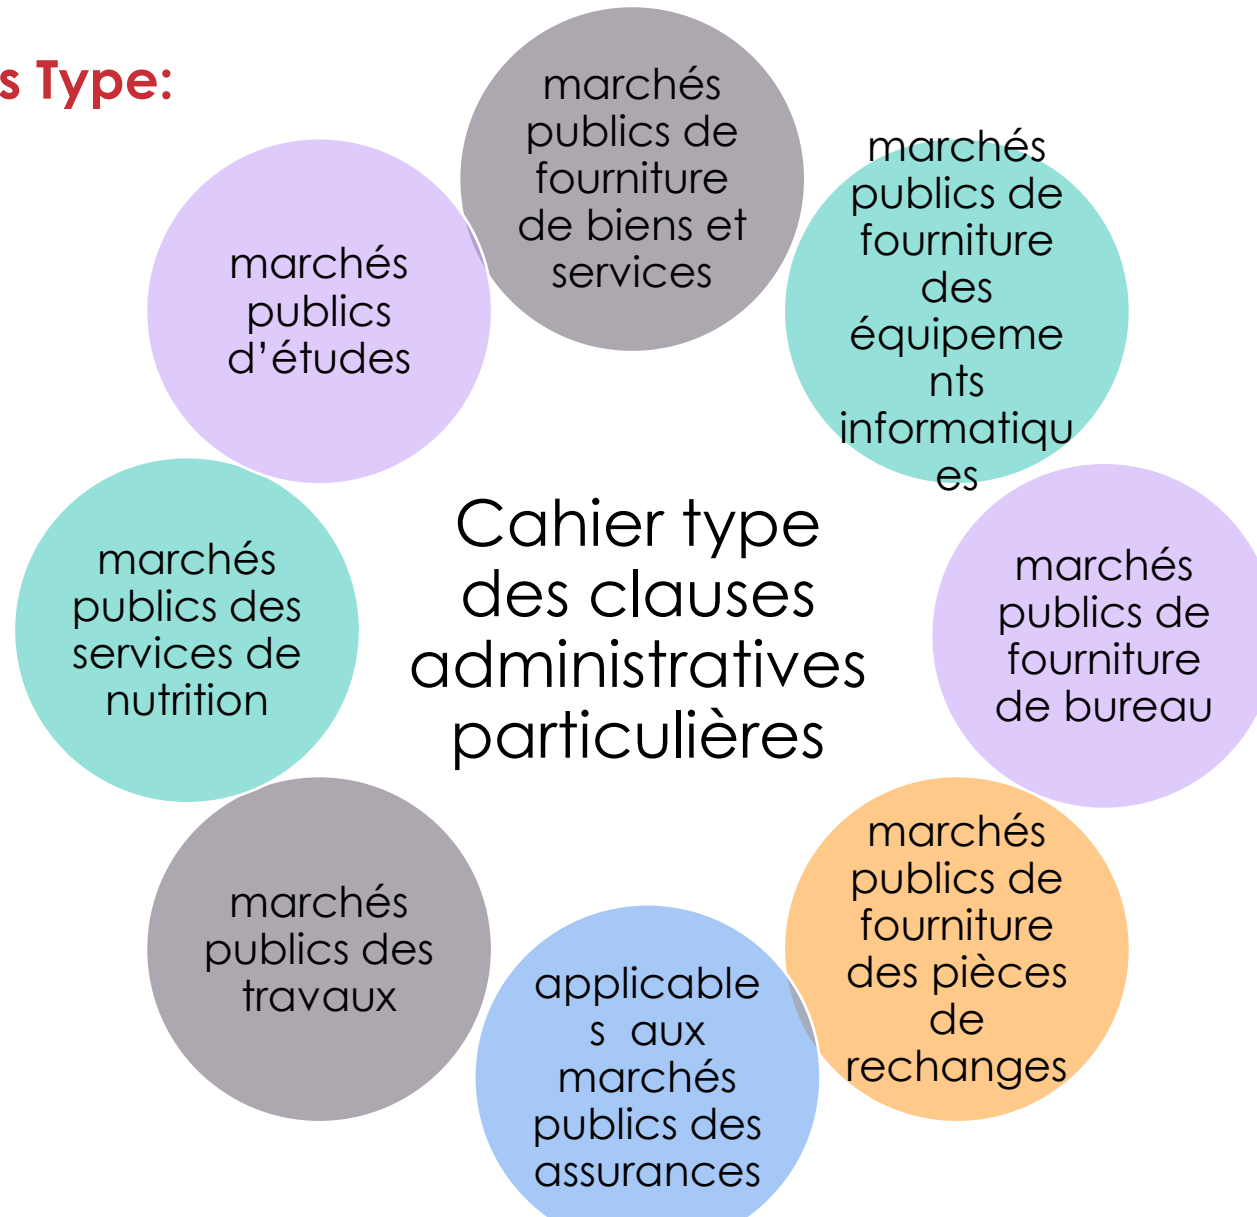 s Type:
marchés
publics de
fourniture
de biens et
services
marchés
publics de
fourniture
des
équipeme
nts
informatiqu
es
marchés
publics de
fourniture
de bureau
marchés
publics de
fourniture
des pièces
de
rechanges
applicable
s aux
marchés
publics des
assurances
marchés
publics des
travaux
marchés
publics des
services de
nutrition
marchés
publics
d’études
Cahier type
des clauses
administratives
particulières